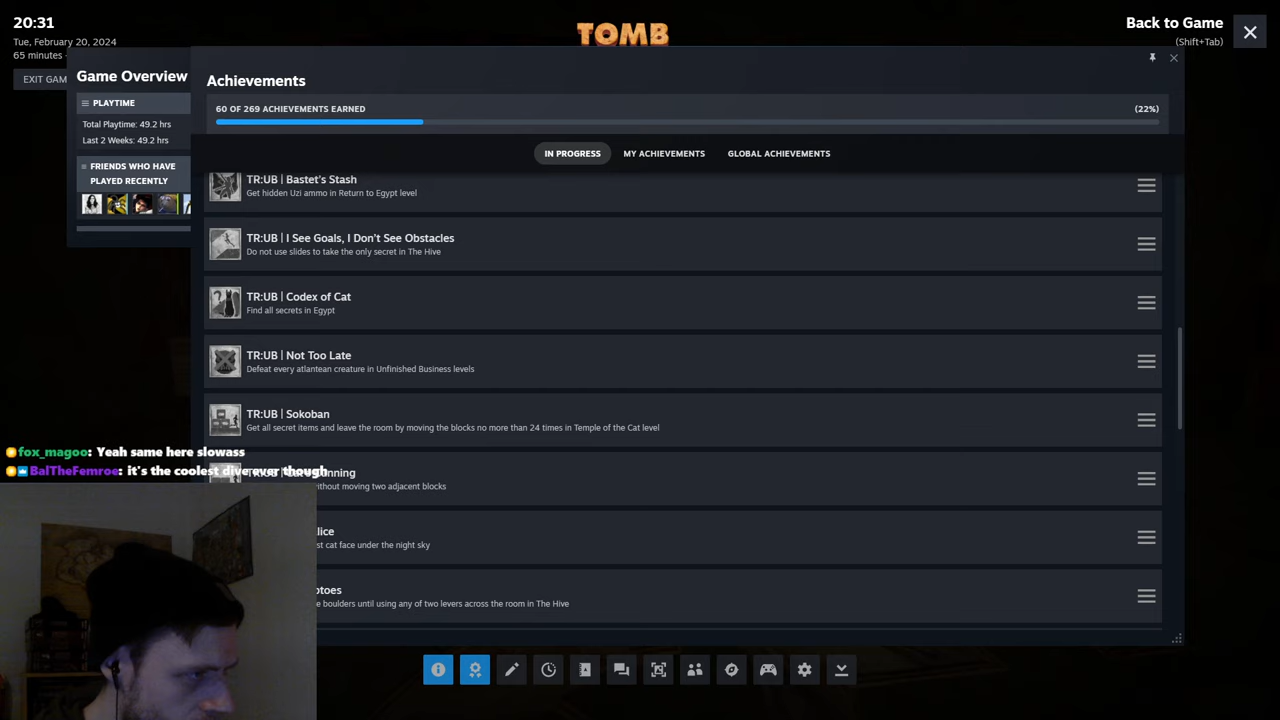 20:31
Tue, February 20, 2024
65 minutes
EXIT GAM
TOMB
Back to Game
(Shift+Tab)
Game Overview
PLAYTIME
Total Playtime: 49.2 hrs
Last 2 Weeks: 49.2 hrs
FRIENDS WHO HAVE
PLAYED RECENTLY
Achievements
60 OF 269 ACHIEVEMENTS EARNED (22%)
IN PROGRESS MY ACHIEVEMENTS GLOBAL ACHIEVEMENTS
TR:UB | Bastet's Stash
Get hidden Uzi ammo in Return to Egypt level
TR:UB | I See Goals, I Don't See Obstacles
Do not use slides to take the only secret in The Hive
TR:UB | Codex of Cat
Find all secrets in Egypt
TR:UB | Not Too Late
Defeat every atlantean creature in Unfinished Business levels
TR:UB | Sokoban
Get all secret items and leave the room by moving the blocks no more than 24 times in Temple of the Cat level
fox_magoo: Yeah same here slowass
BalTheFemroe: it's the coolest dive ever though
unning
without moving two adjacent blocks
lice
st cat face under the night sky
ptoes
e boulders until using any of two levers across the room in The Hive